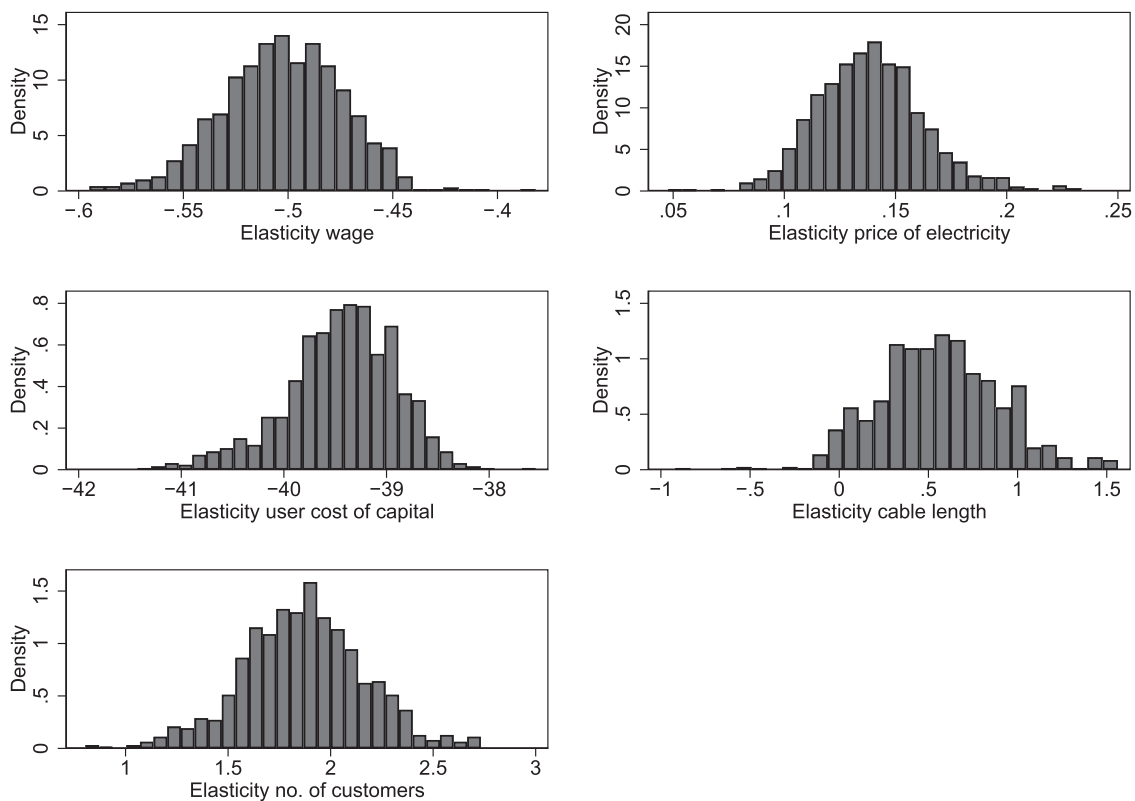 Density
0 5 10 15
−.6 −.55 −.5 −.45 −.4
Elasticity wage
Density
0 5 10 15 20
.05 .1 .15 .2 .25
Elasticity price of electricity
Density
0 .2 .4 .6 .8
−42 −41 −40 −39 −38
Elasticity user cost of capital
Density
0 .5 1 1.5
−1 −.5 0 .5 1 1.5
Elasticity cable length
Density
0 .5 1 1.5
1 1.5 2 2.5 3
Elasticity no. of customers